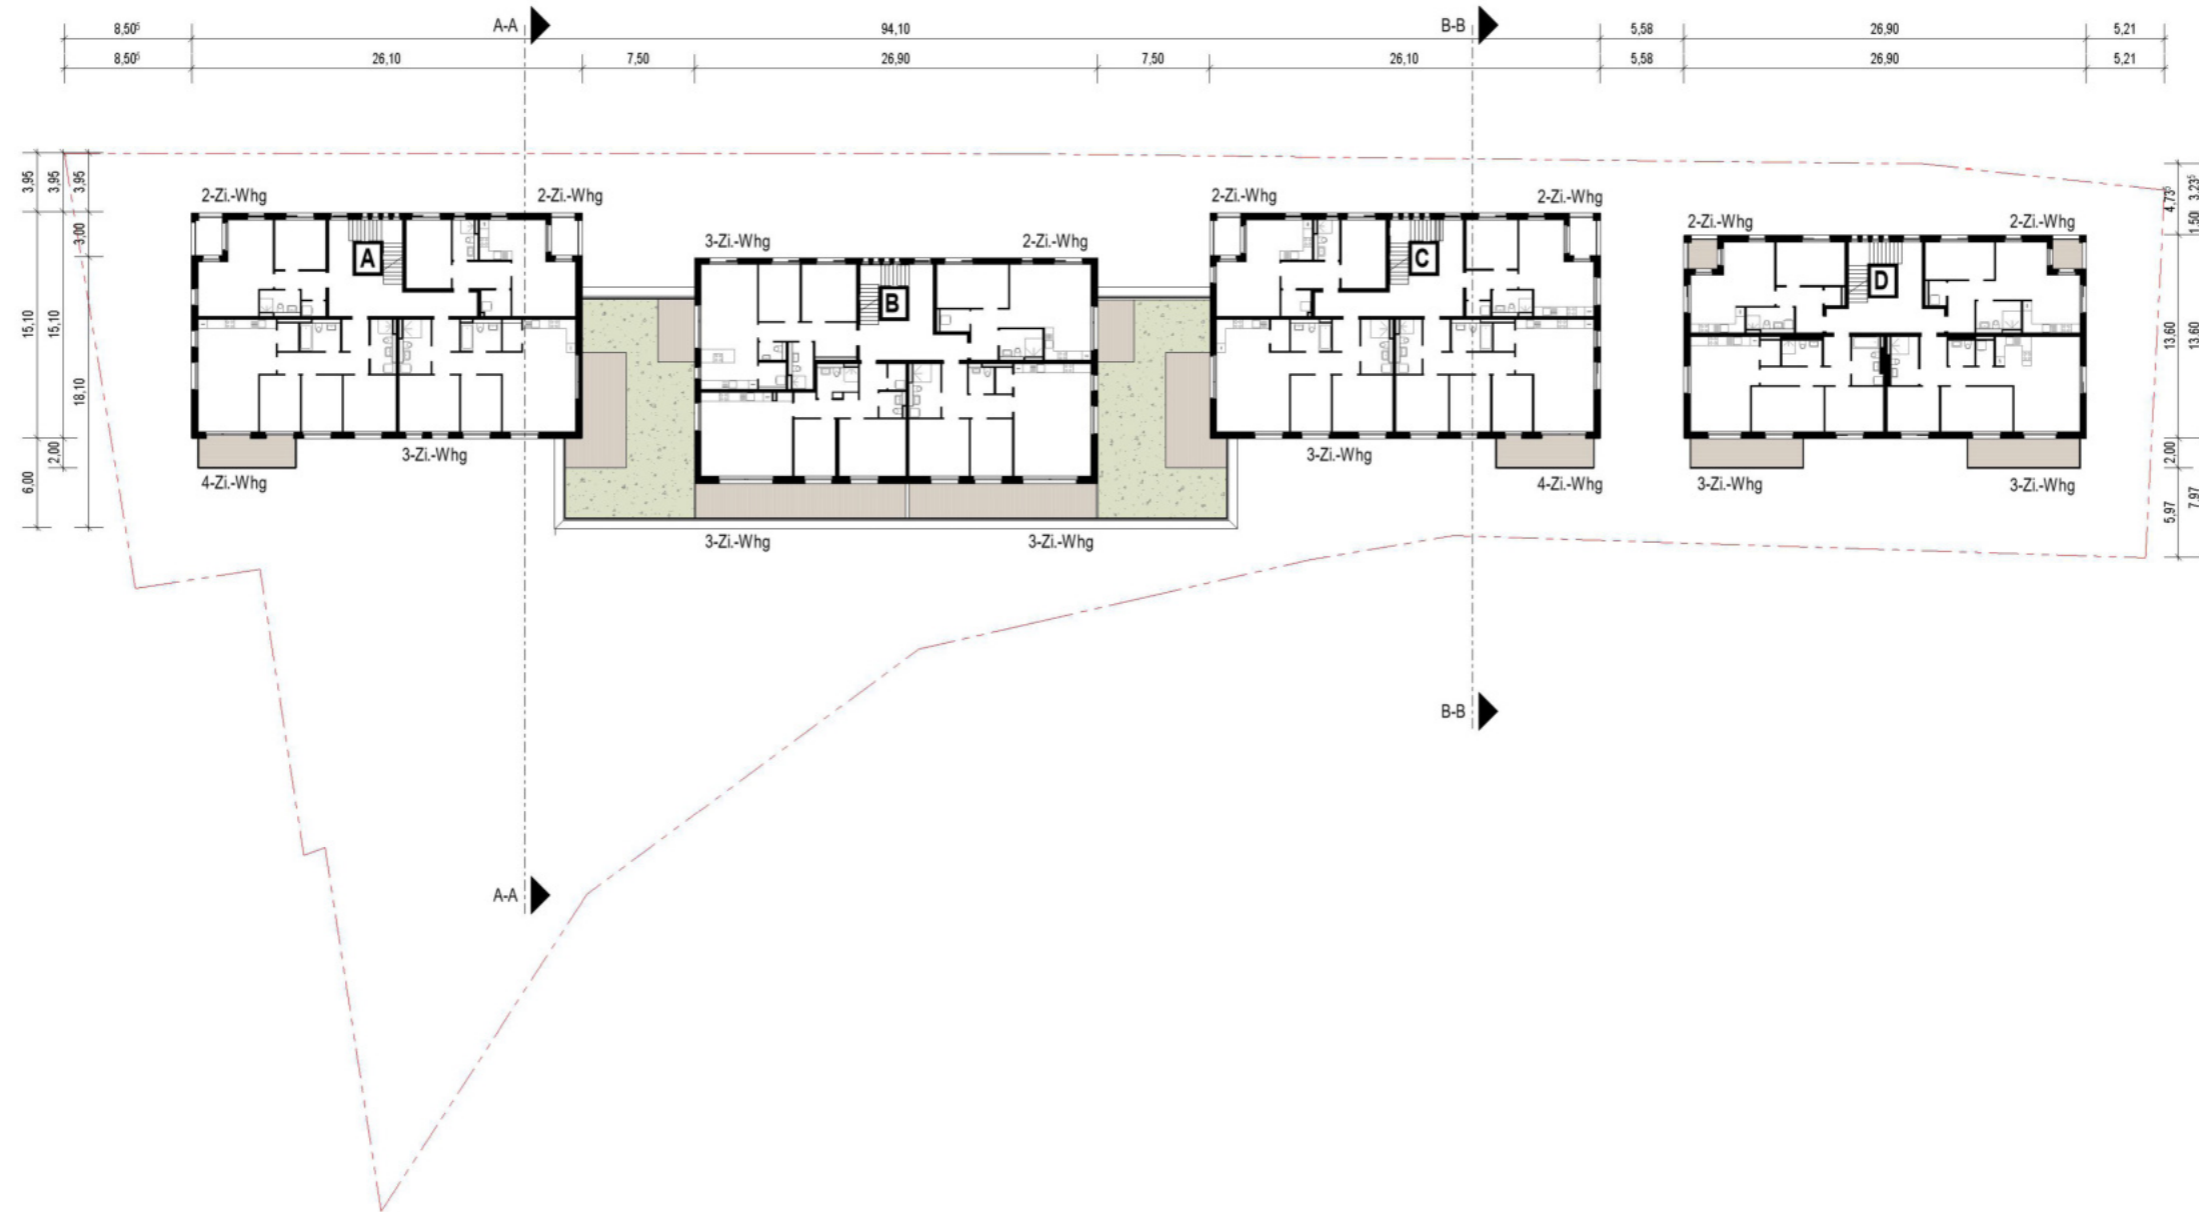 A-A
B-B
8,50⁵
94,10
5,58
26,90
5,21
8,50⁵
26,10
7,50
26,90
7,50
26,10
5,58
26,90
5,21
3,95
3,95
3,95
4,73⁵
3,23⁵
2-Zi.-Whg
2-Zi.-Whg
2-Zi.-Whg
2-Zi.-Whg
3,00
1,50
2-Zi.-Whg
2-Zi.-Whg
3-Zi.-Whg
2-Zi.-Whg
A
C
D
B
15,10
15,10
18,10
13,60
13,60
6,00
2,00
2,00
3-Zi.-Whg
3-Zi.-Whg
4-Zi.-Whg
4-Zi.-Whg
3-Zi.-Whg
3-Zi.-Whg
5,97
7,97
3-Zi.-Whg
3-Zi.-Whg
B-B
A-A